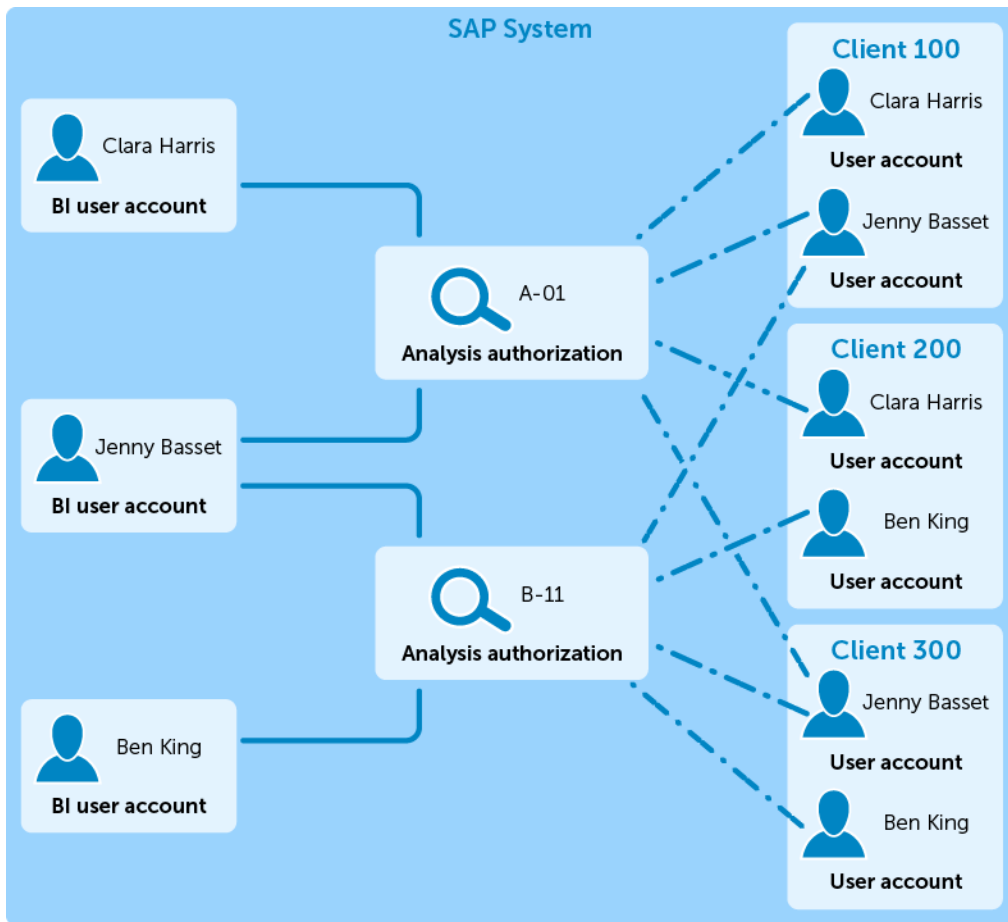 SAP System
Clara Harris
BI user account
Jenny Basset
BI user account
Ben King
BI user account
A-01
Analysis authorization
B-11
Analysis authorization
Client 100
Clara Harris
User account
Jenny Basset
User account
Client 200
Clara Harris
User account
Ben King
User account
Client 300
Jenny Basset
User account
Ben King
User account